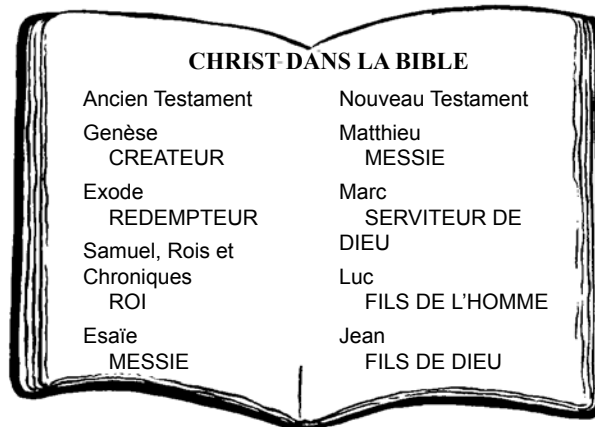 CHRIST DANS LA BIBLE
Ancien Testament
Genèse
CREATEUR
Exode
REDEMPTEUR
Samuel, Rois et
Chroniques
ROI
Esaïe
MESSIE
Nouveau Testament
Matthieu
MESSIE
Marc
SERVITEUR DE
DIEU
Luc
FILS DE L’HOMME
Jean
FILS DE DIEU